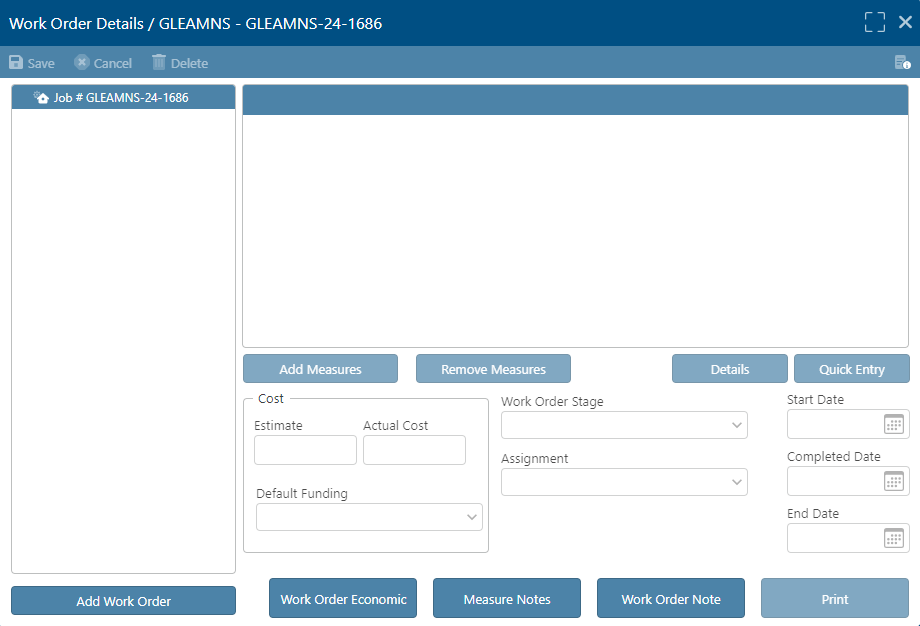 Work Order Details / GLEAMNS - GLEAMNS-24-1686
Save Cancel Delete
Job # GLEAMNS-24-1686
Add Measures Remove Measures Details Quick Entry
Cost
Estimate Actual Cost
Default Funding
Work Order Stage
Assignment
Start Date
Completed Date
End Date
Add Work Order Work Order Economic Measure Notes Work Order Note Print